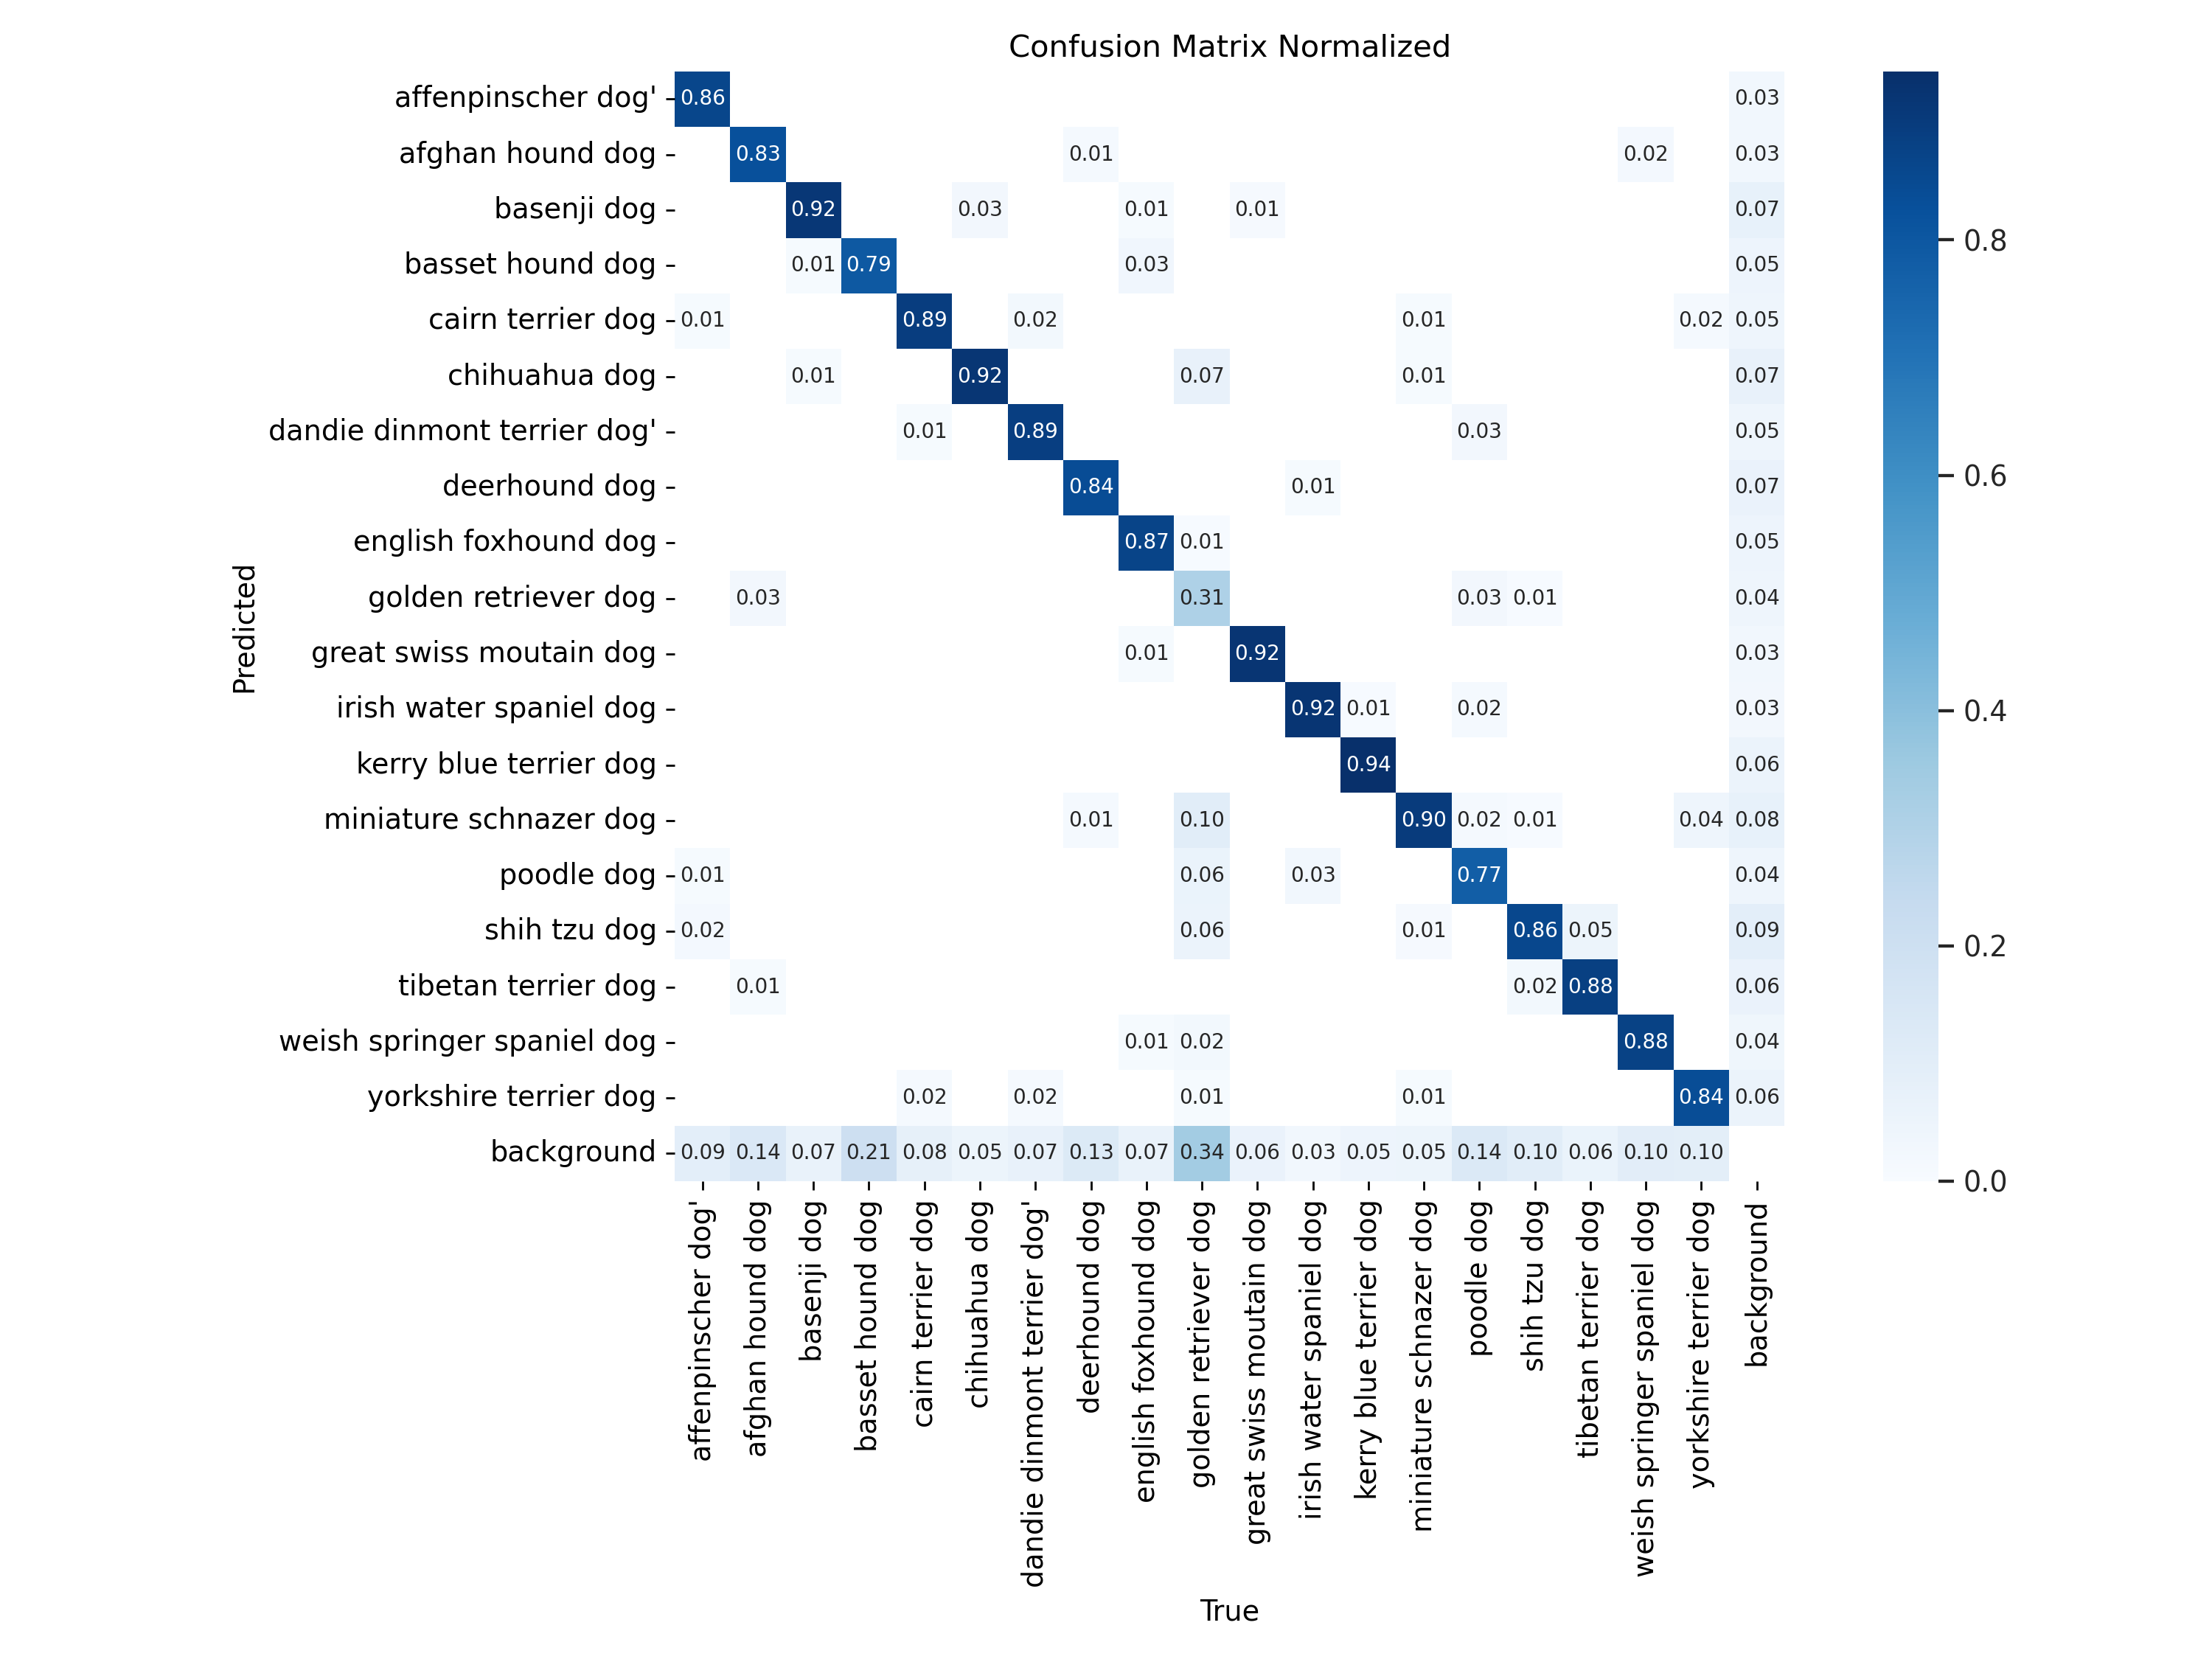 Confusion Matrix Normalized
affenpinscher dog' 0.86 0.03
afghan hound dog 0.83 0.01 0.02 0.03
basenji dog 0.92 0.03 0.01 0.01 0.07
0.8
basset hound dog 0.01 0.79 0.03 0.05
cairn terrier dog 0.01 0.89 0.02 0.01 0.02 0.05
chihuahua dog 0.01 0.92 0.07 0.01 0.07
dandie dinmont terrier dog' 0.01 0.89 0.03 0.05
0.6
deerhound dog 0.84 0.01 0.07
english foxhound dog 0.87 0.01 0.05
Predicted
golden retriever dog 0.03 0.31 0.03 0.01 0.04
great swiss moutain dog 0.01 0.92 0.03
irish water spaniel dog 0.92 0.01 0.02 0.03
0.4
kerry blue terrier dog 0.94 0.06
miniature schnazer dog 0.01 0.10 0.90 0.02 0.01 0.04 0.08
poodle dog 0.01 0.06 0.03 0.77 0.04
shih tzu dog 0.02 0.06 0.01 0.86 0.05 0.09
0.2
tibetan terrier dog 0.01 0.02 0.88 0.06
weish springer spaniel dog 0.01 0.02 0.88 0.04
yorkshire terrier dog 0.02 0.02 0.01 0.01 0.84 0.06
background 0.09 0.14 0.07 0.21 0.08 0.05 0.07 0.13 0.07 0.34 0.06 0.03 0.05 0.05 0.14 0.10 0.06 0.10 0.10
0.0
affenpinscher dog'
afghan hound dog
basenji dog
basset hound dog
cairn terrier dog
chihuahua dog
dandie dinmont terrier dog'
deerhound dog
english foxhound dog
golden retriever dog
great swiss moutain dog
irish water spaniel dog
kerry blue terrier dog
miniature schnazer dog
poodle dog
shih tzu dog
tibetan terrier dog
weish springer spaniel dog
yorkshire terrier dog
background
True